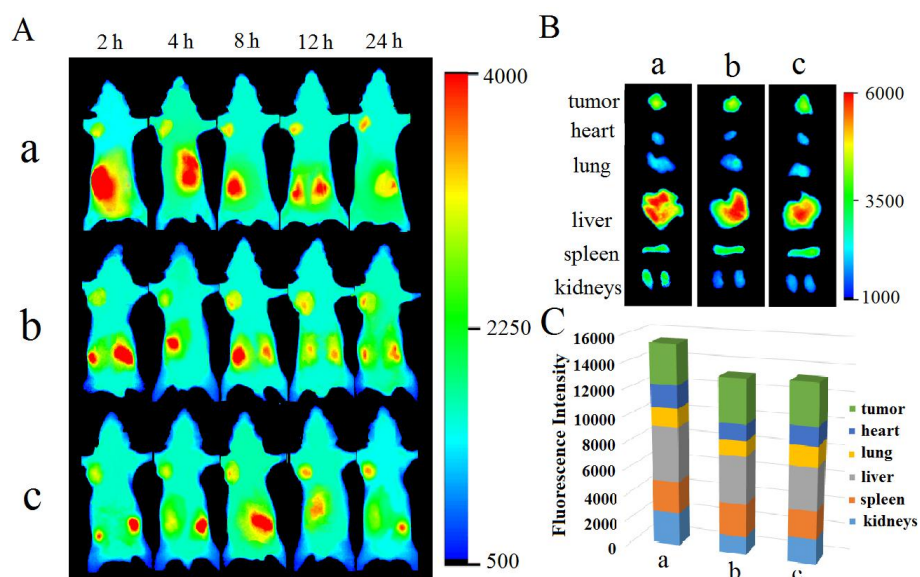 A
2 h 4 h 8 h 12 h 24 h
a
b
c
4000
2250
500
B
a b c
tumor
heart
lung
liver
spleen
kidneys
6000
3500
1000
C
Fluorescence Intensity
16000
14000
12000
10000
8000
6000
4000
2000
0
a b c
tumor
heart
lung
liver
spleen
kidneys